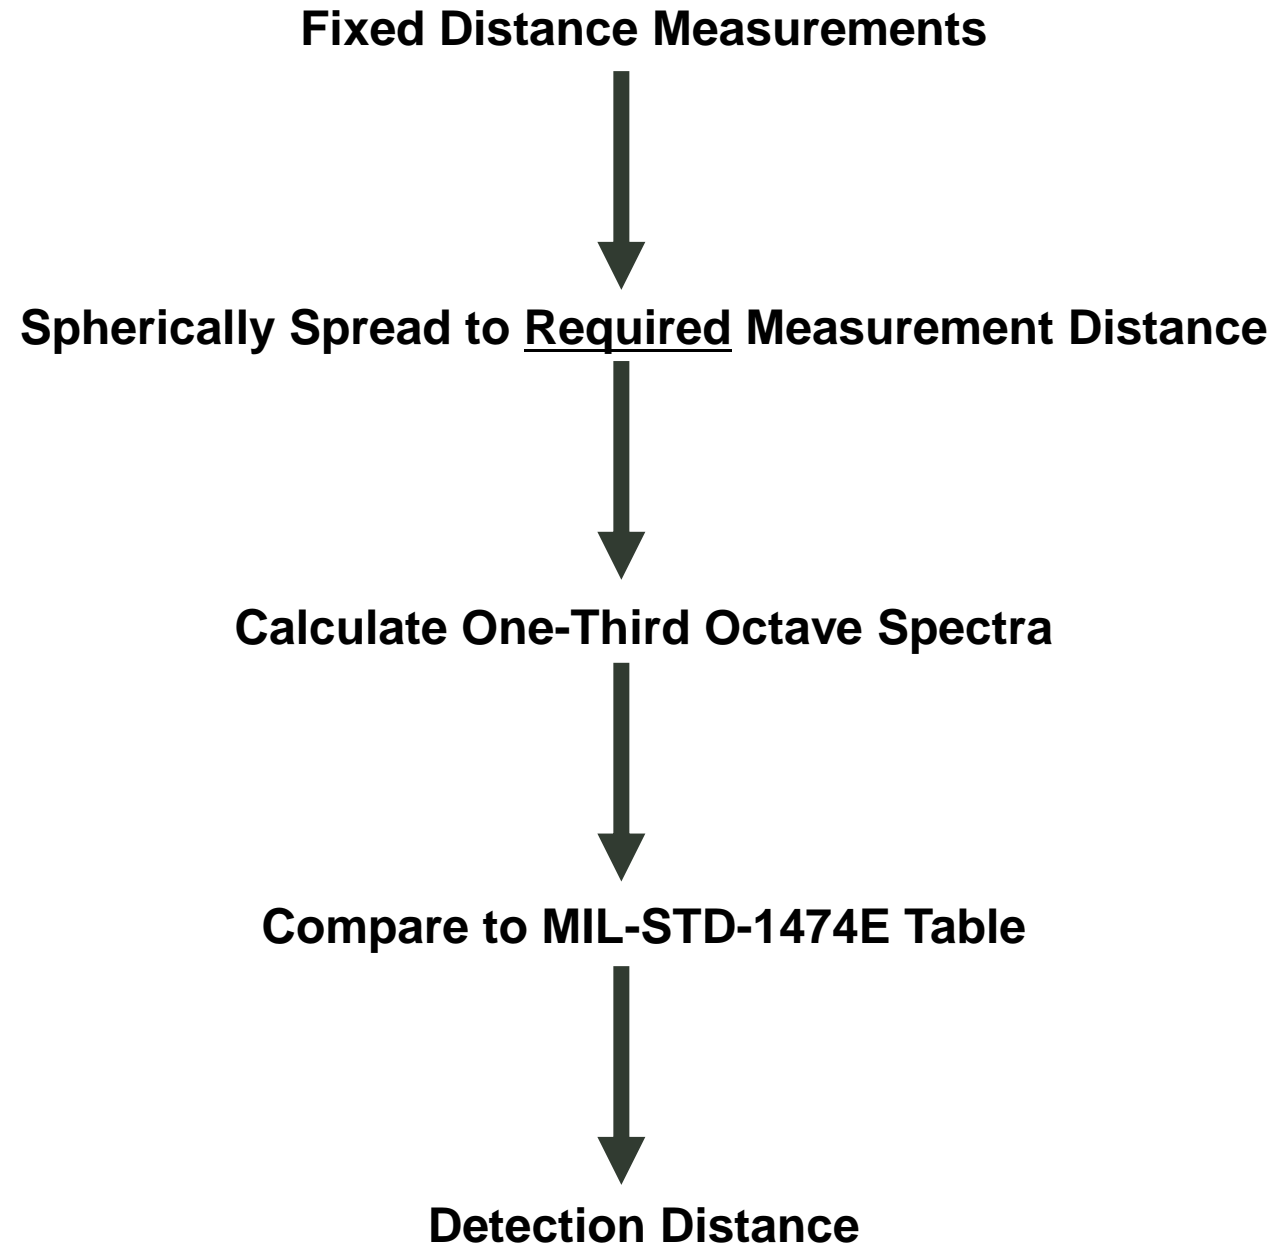 Fixed Distance Measurements
Spherically Spread to Required Measurement Distance
Calculate One-Third Octave Spectra
Compare to MIL-STD-1474E Table
Detection Distance